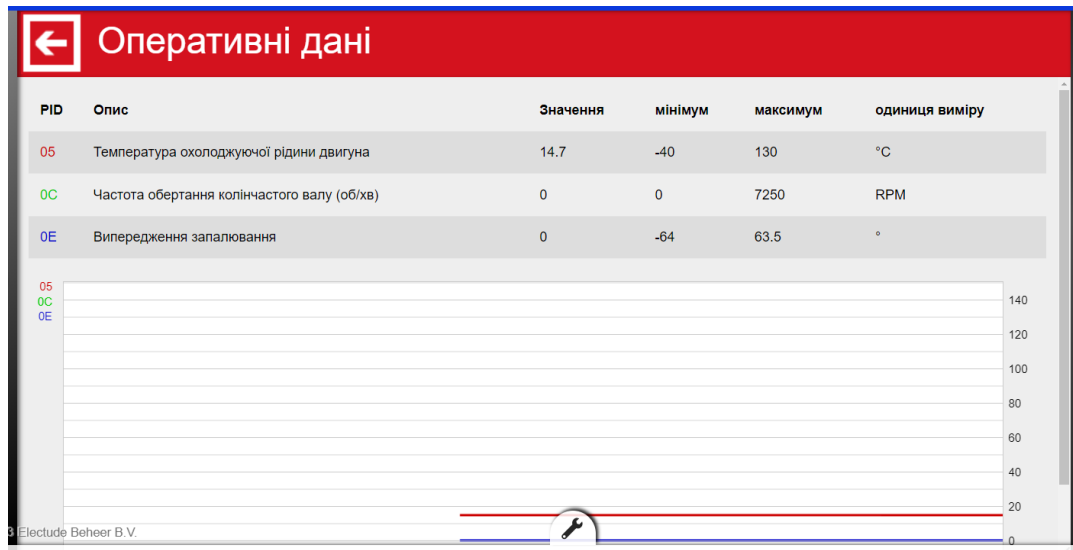 Оперативні дані
PID Опис Значення мінімум максимум одиниця виміру
05 Температура охолоджуючої рідини двигуна 14.7 -40 130 °C
0C Частота обертання колінчастого валу (об/хв) 0 0 7250 RPM
0E Випередження запалювання 0 -64 63.5 °
05
0C
0E
140
120
100
80
60
40
20
0
3 Electude Beheer B.V.